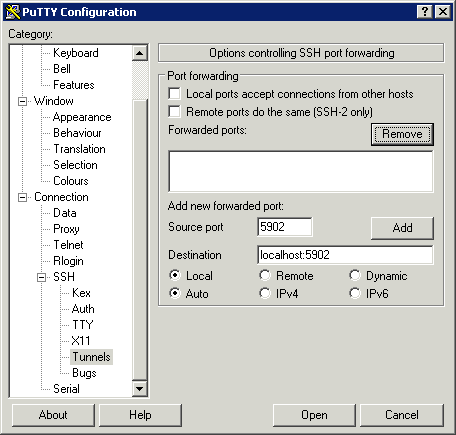 PuTTY Configuration
Category:
Keyboard
Bell
Features
Window
Appearance
Behaviour
Translation
Selection
Colours
Connection
Data
Proxy
Telnet
Rlogin
SSH
Kex
Auth
TTY
X11
Tunnels
Bugs
Serial
Options controlling SSH port forwarding
Port forwarding
Local ports accept connections from other hosts
Remote ports do the same (SSH-2 only)
Forwarded ports: Remove
Add new forwarded port:
Source port 5902 Add
Destination localhost:5902
Local Remote Dynamic
Auto IPv4 IPv6
About Help Open Cancel